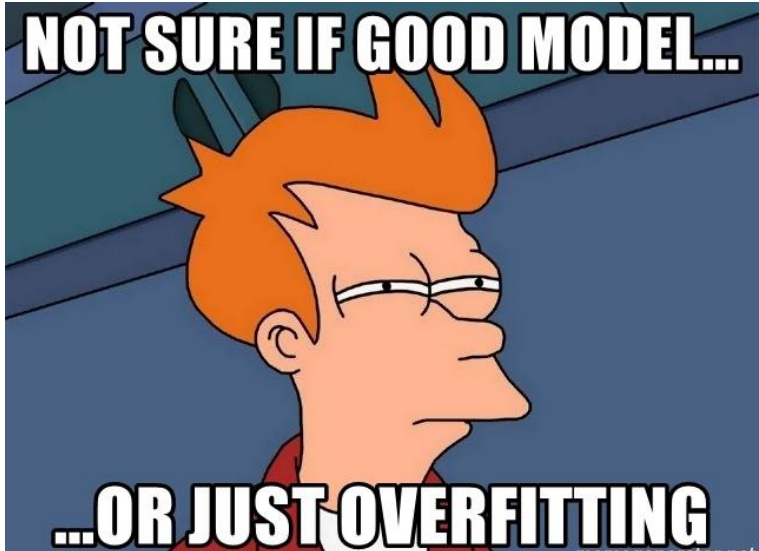 NOT SURE IF GOOD MODEL...
...OR JUST OVERFITTING